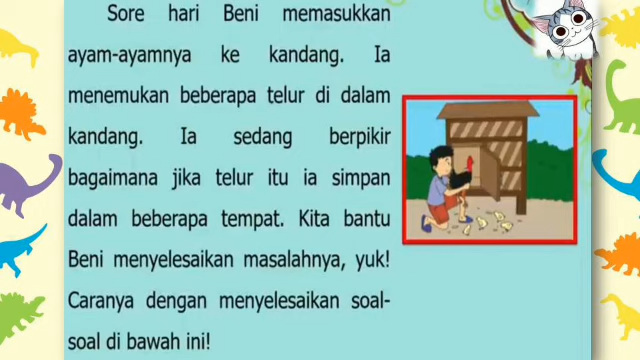 Sore hari Beni memasukkan
ayam-ayamnya ke kandang. Ia
menemukan beberapa telur di dalam
kandang. Ia sedang berpikir
bagaimana jika telur itu ia simpan
dalam beberapa tempat. Kita bantu
Beni menyelesaikan masalahnya, yuk!
Caranya dengan menyelesaikan soal-
soal di bawah ini!